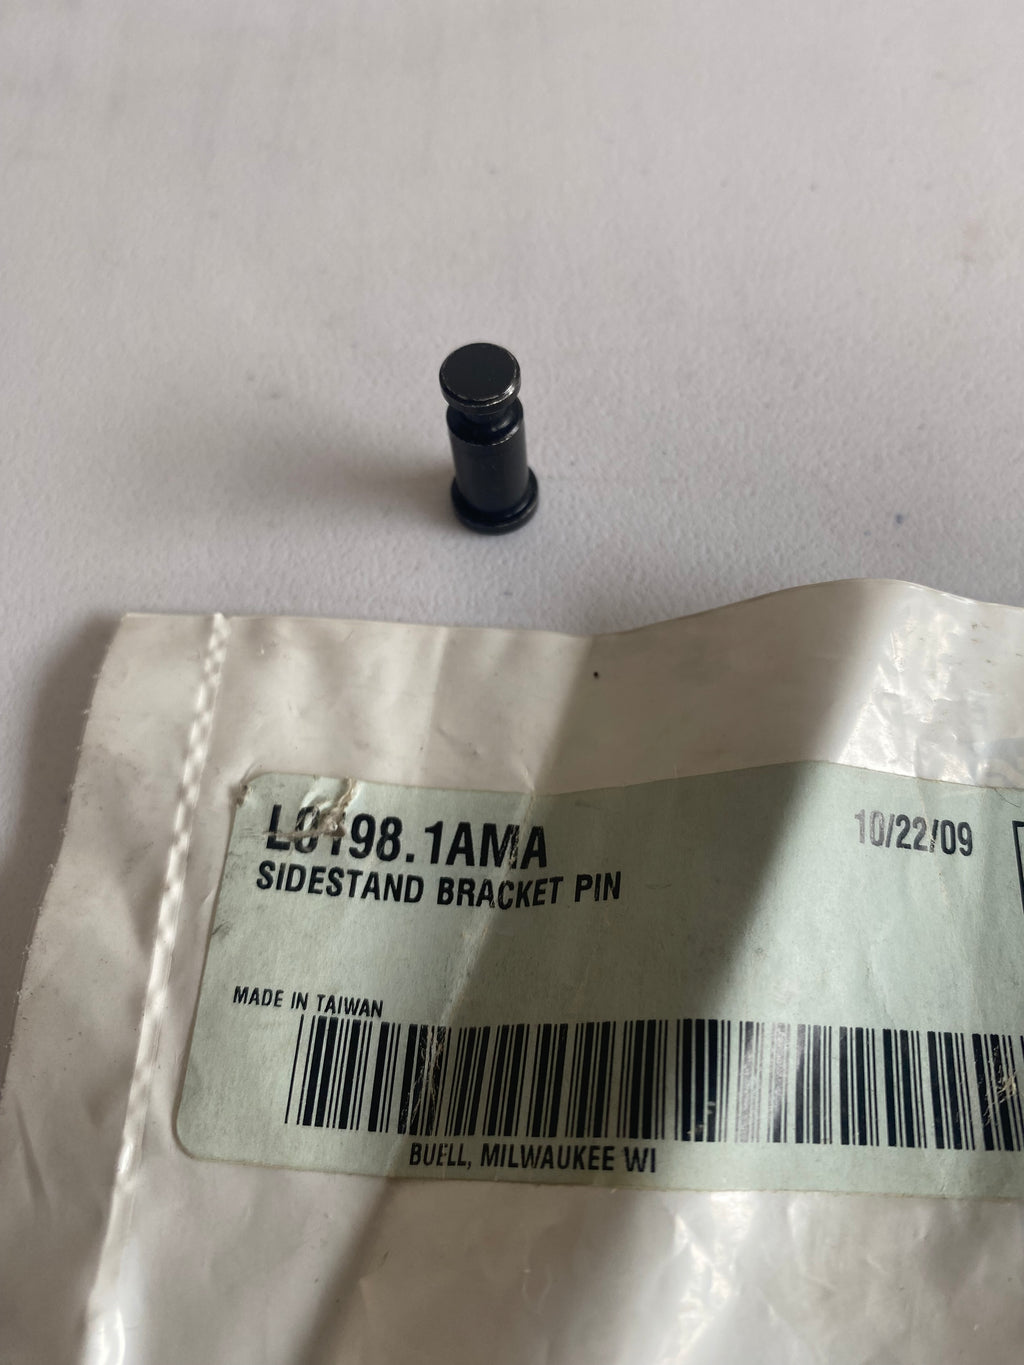 L0198.1AMA
10/22/09
SIDESTAND BRACKET PIN
MADE IN TAIWAN
BUELL, MILWAUKEE WI